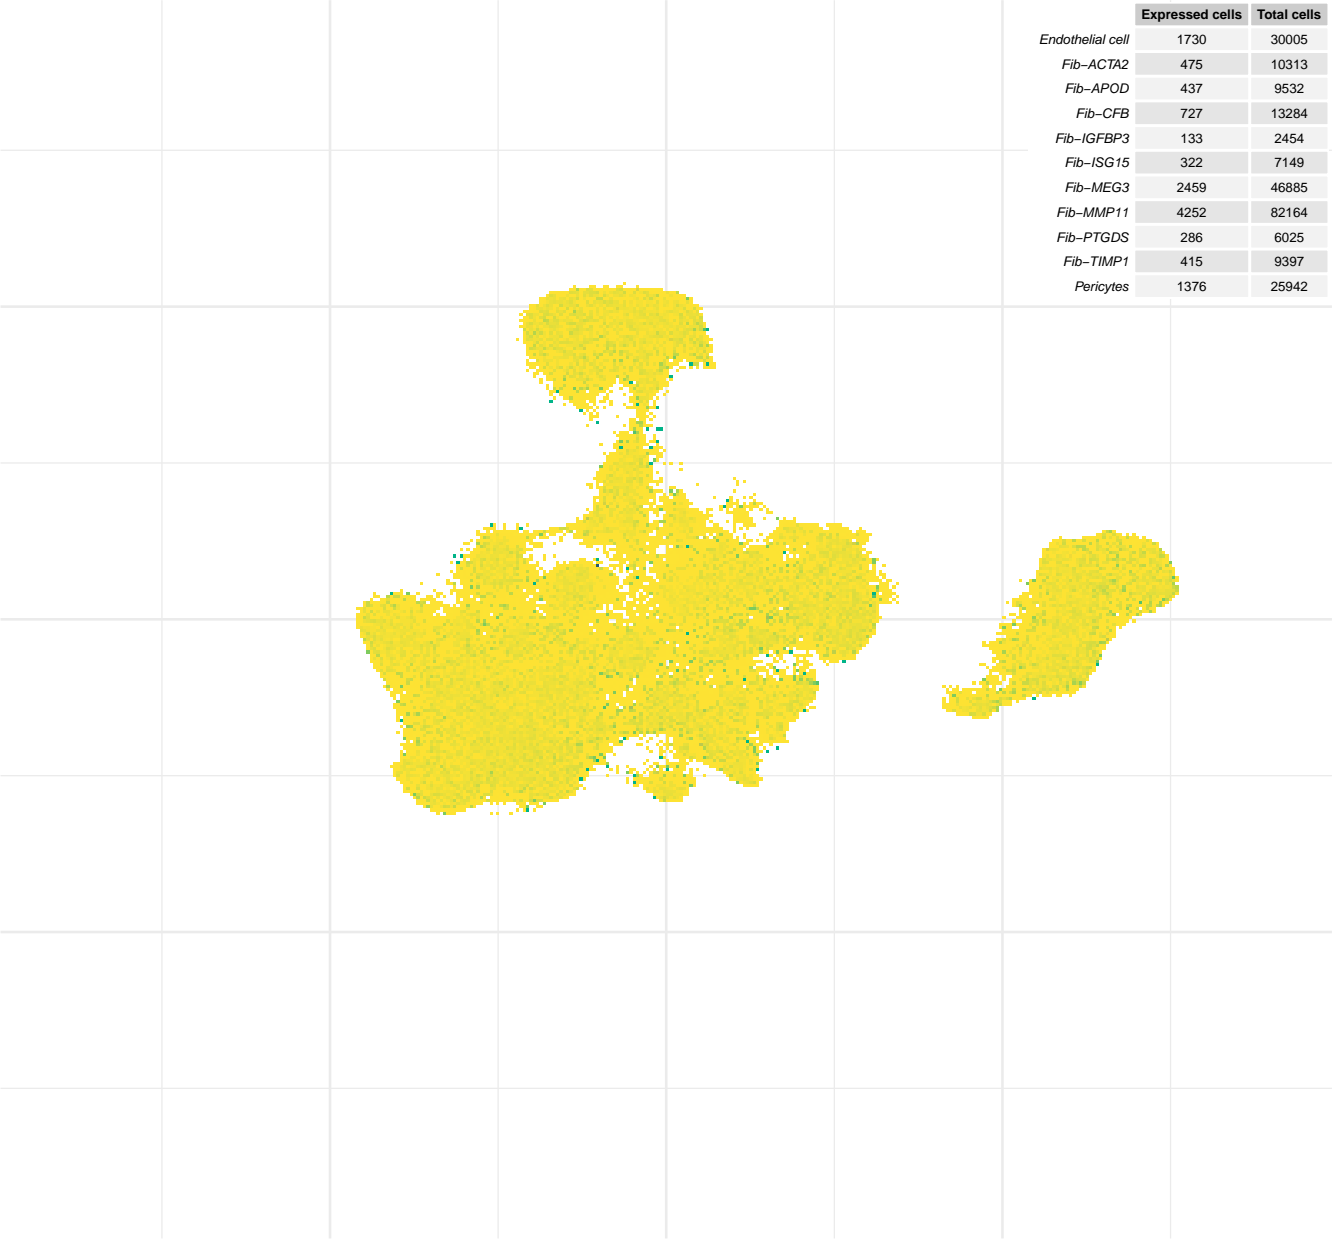 Expressed cells Total cells
Endothelial cell 1730 30005
Fib−ACTA2 475 10313
Fib−APOD 437 9532
Fib−CFB 727 13284
Fib−IGFBP3 133 2454
Fib−ISG15 322 7149
Fib−MEG3 2459 46885
Fib−MMP11 4252 82164
Fib−PTGDS 286 6025
Fib−TIMP1 415 9397
Pericytes 1376 25942